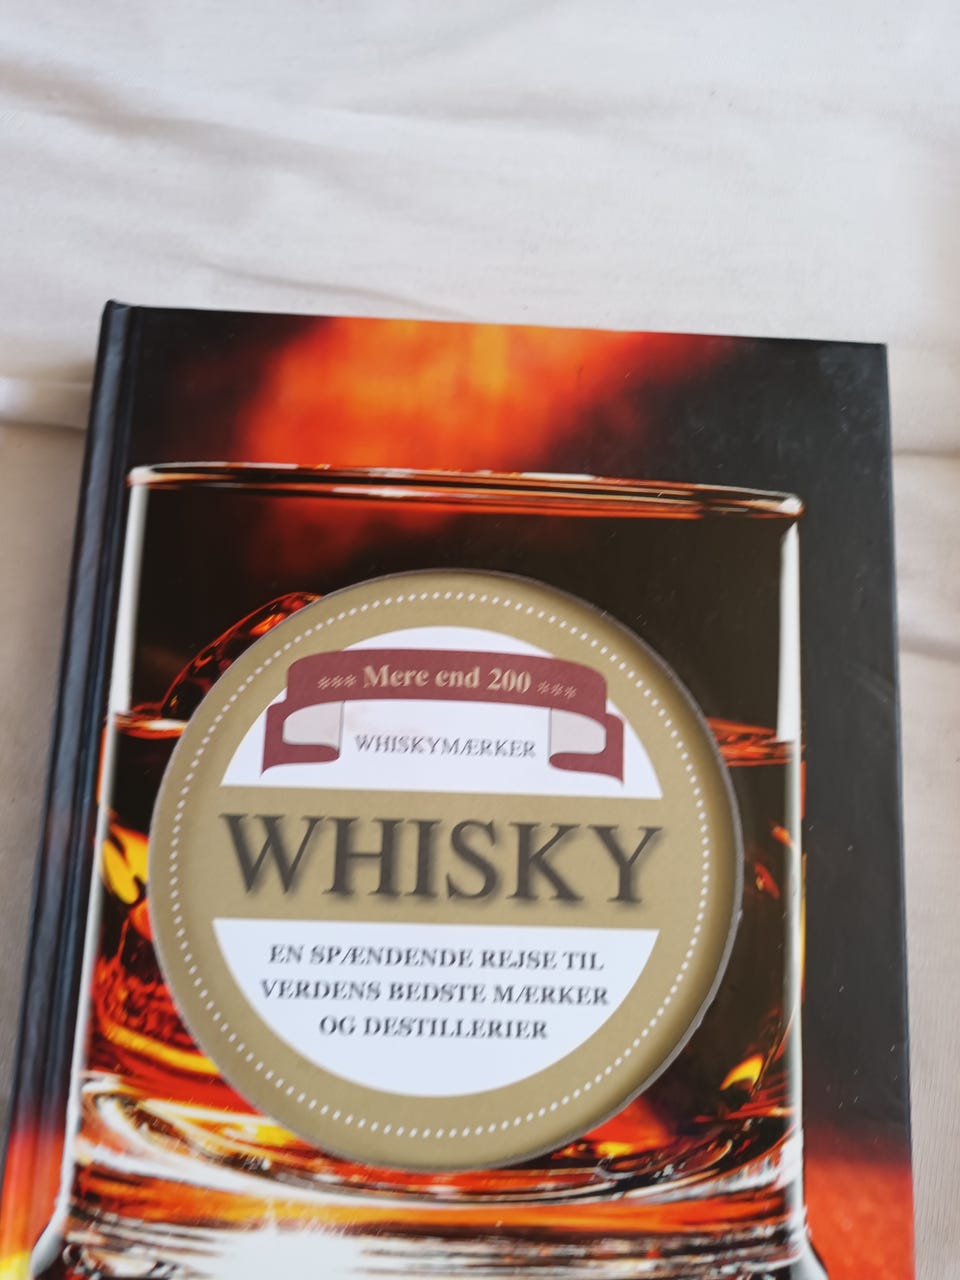 *** Mere end 200 ***
WHISKYMÆRKER
WHISKY
EN SPÆNDENDE REJSE TIL
VERDENS BEDSTE MÆRKER
OG DESTILLERIER